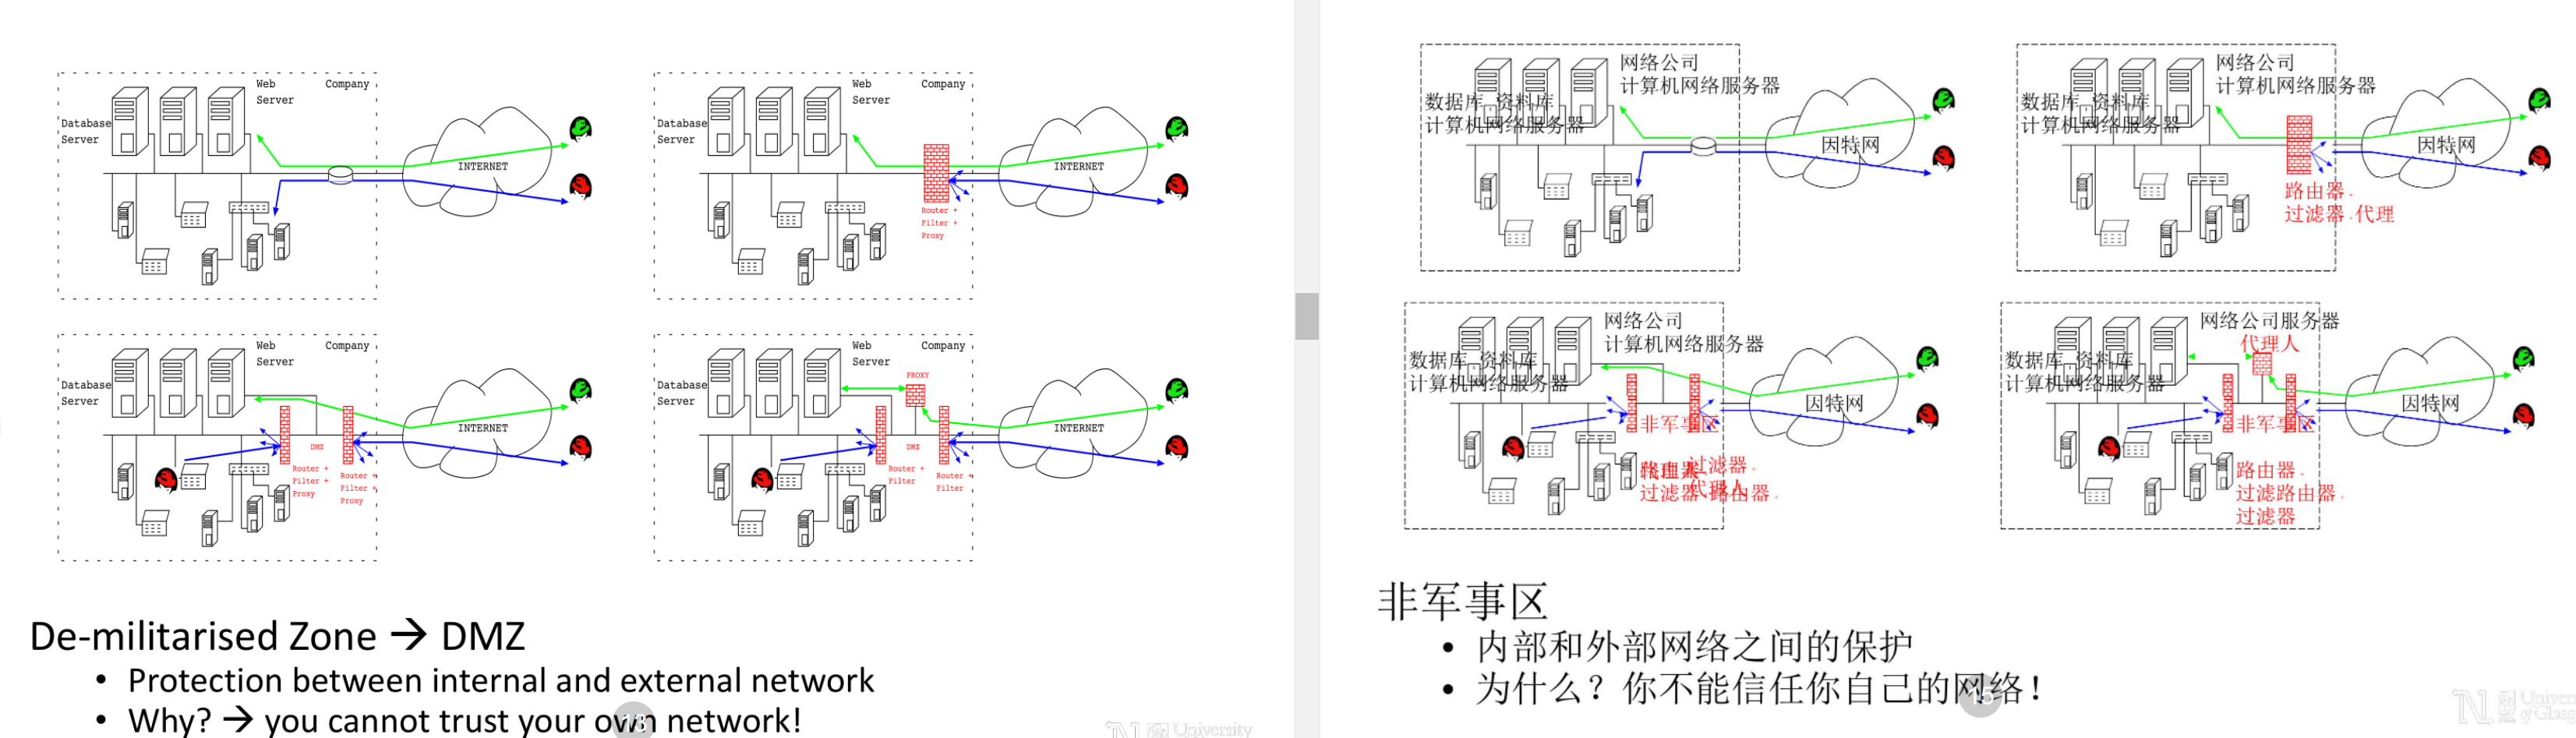 Web
Server
Company
Database
Server
INTERNET
Web
Server
Company
Database
Server
INTERNET
Router +
Filter +
Proxy
Web
Server
Company
Database
Server
INTERNET
DMZ
Router +
Filter +
Proxy
Router +
Filter +
Proxy
Web
Server
Company
Database
Server
PROXY
INTERNET
DMZ
Router +
Filter
Router +
Filter
De-militarised Zone → DMZ
• Protection between internal and external network
• Why? → you cannot trust your own network!
13
University
网络公司
计算机网络服务器
数据库 资料库
计算机网络服务器
因特网
网络公司
计算机网络服务器
数据库 资料库
计算机网络服务器
因特网
路由器.
过滤器.代理
网络公司
计算机网络服务器
数据库 资料库
计算机网络服务器
因特网
非军事区
过滤器.
过滤器.路由器.
网络公司服务器
代理人
数据库 资料库
计算机网络服务器
因特网
非军事区
路由器.
过滤路由器.
过滤器
非军事区
• 内部和外部网络之间的保护
• 为什么？你不能信任你自己的网络！
15
Univer
of Glasg